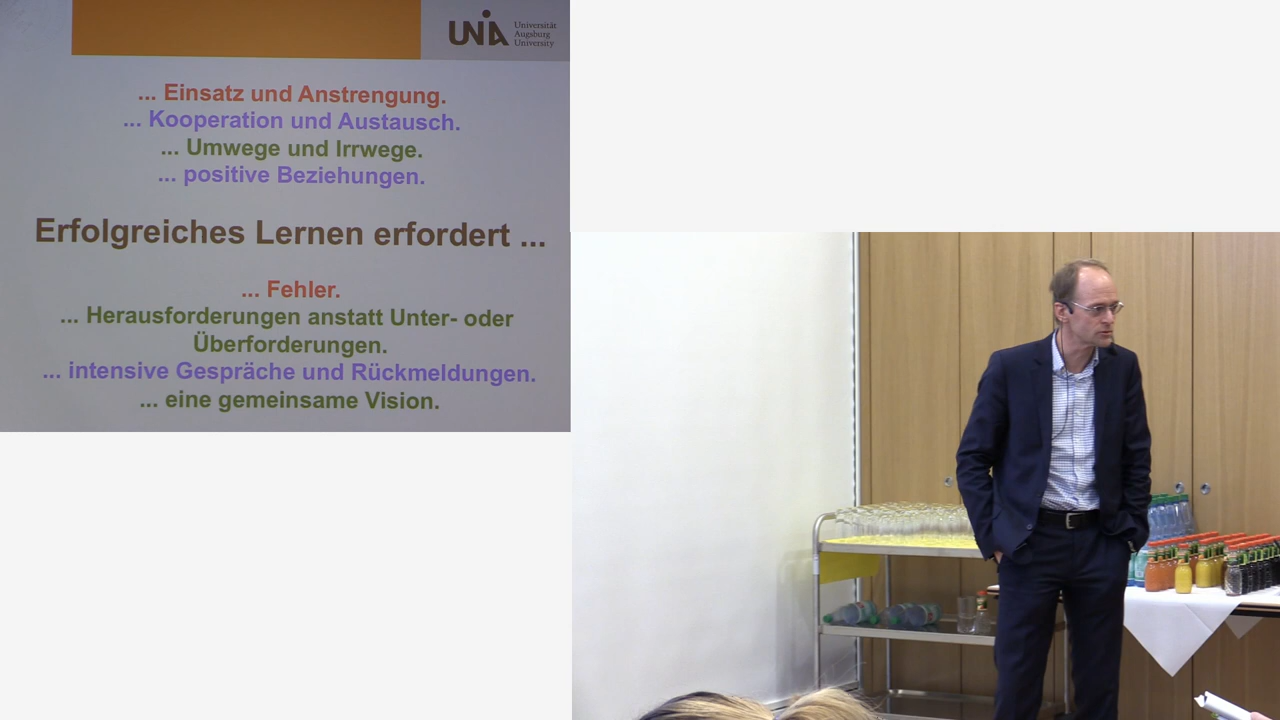 UNIA Universität
Augsburg
University
... Einsatz und Anstrengung.
... Kooperation und Austausch.
... Umwege und Irrwege.
... positive Beziehungen.
Erfolgreiches Lernen erfordert ...
... Fehler.
... Herausforderungen anstatt Unter- oder
Überforderungen.
... intensive Gespräche und Rückmeldungen.
... eine gemeinsame Vision.